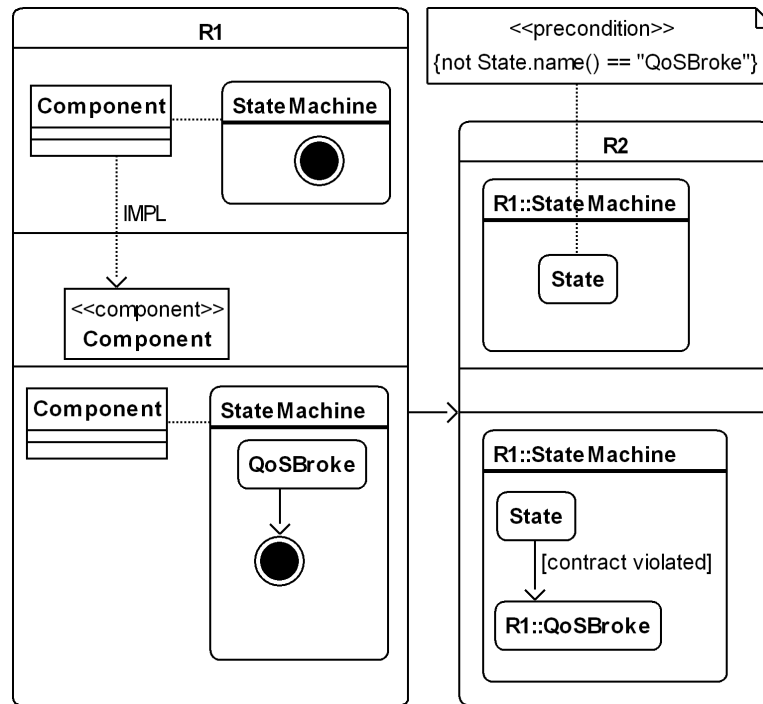 R1
Component
StateMachine
IMPL
<<component>>
Component
Component
StateMachine
QoSBroke
<<precondition>>
{not State.name() == "QoSBroke"}
R2
R1::StateMachine
State
R1::StateMachine
State
[contract violated]
R1::QoSBroke